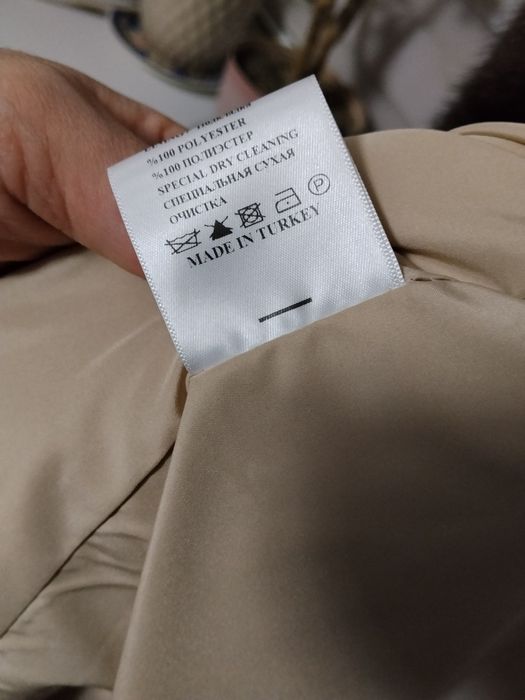 %100 POLYESTER
%100 ПОЛИЭСТЕР
SPECIAL DRY CLEANING
СПЕЦИАЛЬНАЯ СУХАЯ
ОЧИСТКА
P
MADE IN TURKEY